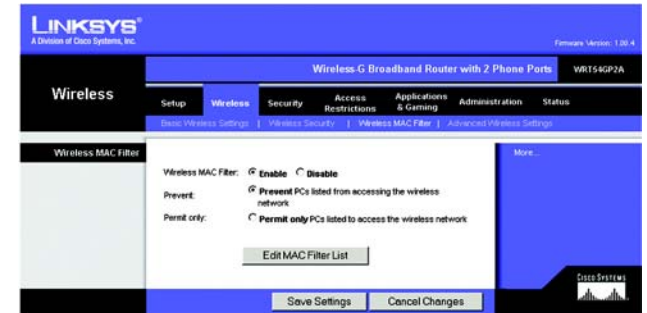 LINKSYS®
A Division of Cisco Systems, Inc.
Firmware Version: 1.00.4
Wireless-G Broadband Router with 2 Phone Ports WRT54GP2A
Wireless
Setup Wireless Security Access Restrictions Applications & Gaming Administration Status
Basic Wireless Settings | Wireless Security | Wireless MAC Filter | Advanced Wireless Settings
Wireless MAC Filter
More...
Wireless MAC Filter: Enable Disable
Prevent: Prevent PCs listed from accessing the wireless
network
Permit only: Permit only PCs listed to access the wireless network
Edit MAC Filter List
CISCO SYSTEMS
Save Settings Cancel Changes